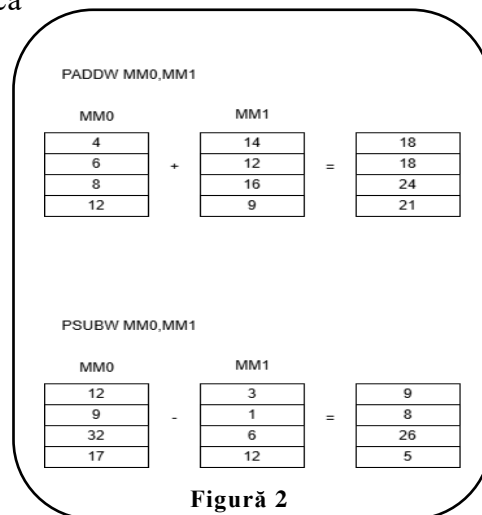 că
PADDW MM0,MM1
MM0 MM1
4 14 18
6 + 12 = 18
8 16 24
12 9 21
PSUBW MM0,MM1
MM0 MM1
12 3 9
9 - 1 = 8
32 6 26
17 12 5
Figură 2